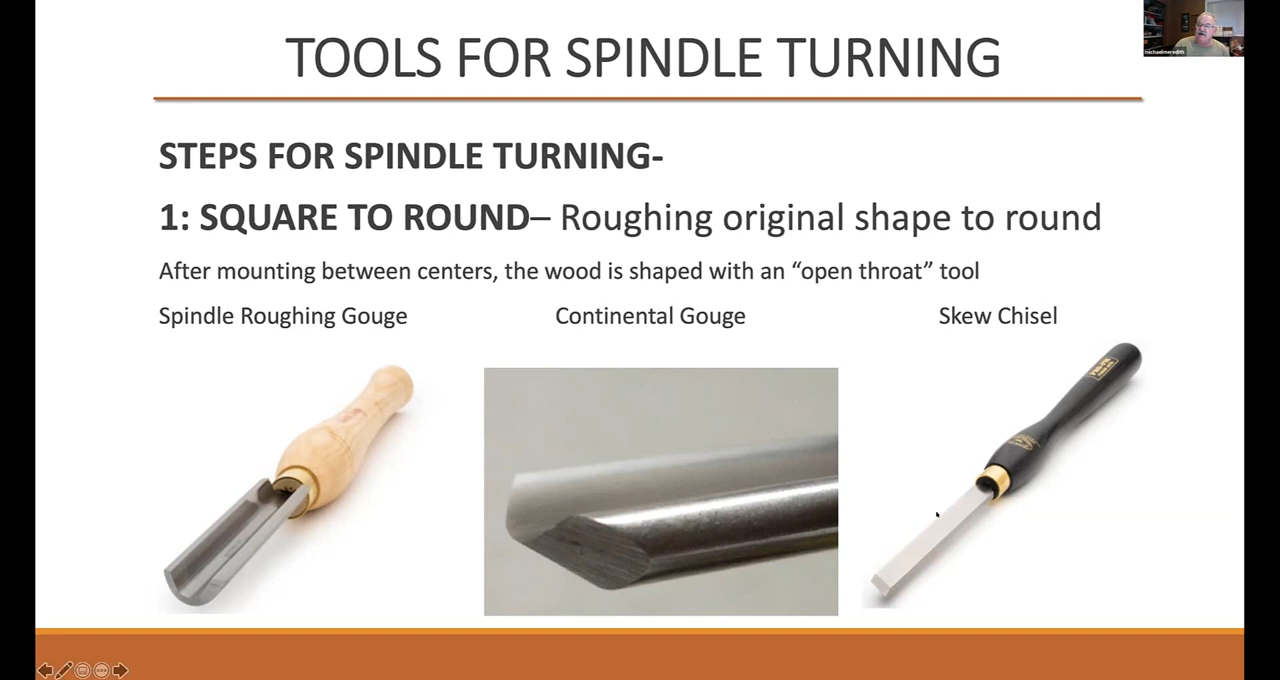 TOOLS FOR SPINDLE TURNING
michaelmeredith
STEPS FOR SPINDLE TURNING-
1: SQUARE TO ROUND– Roughing original shape to round
After mounting between centers, the wood is shaped with an “open throat” tool
Spindle Roughing Gouge
Continental Gouge
Skew Chisel